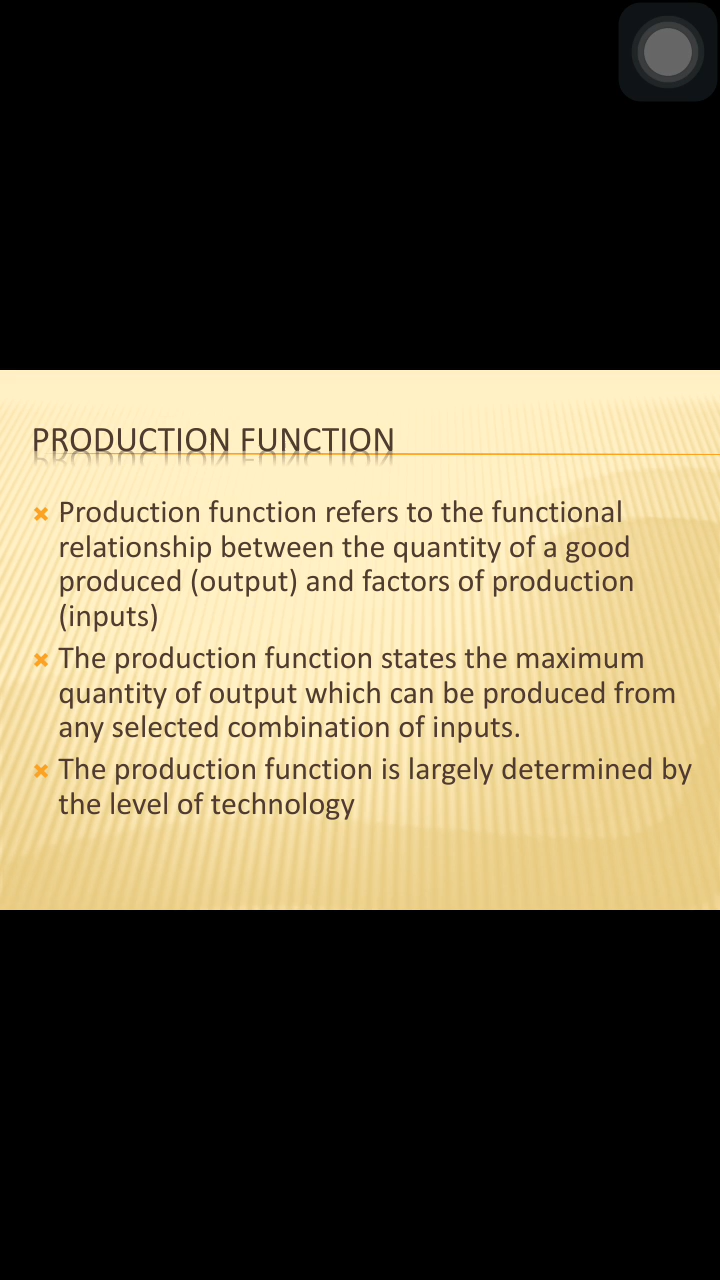 PRODUCTION FUNCTION
Production function refers to the functional
relationship between the quantity of a good
produced (output) and factors of production
(inputs)
The production function states the maximum
quantity of output which can be produced from
any selected combination of inputs.
The production function is largely determined by
the level of technology